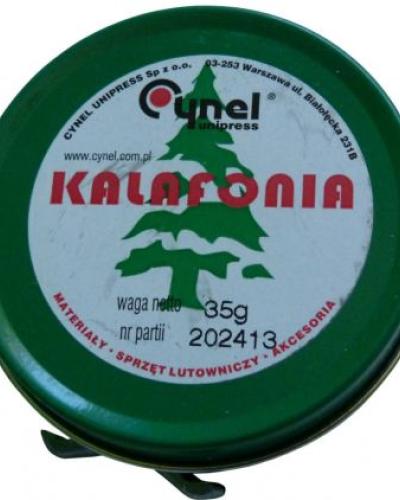 CYNEL UNIPRESS Sp z o.o. 03-253 Warszawa ul. Białołęcka 231B
Cynel ®
unipress
www.cynel.com.pl
KALAFONIA
waga netto 35g
nr partii 202413
MATERIAŁY · SPRZĘT LUTOWNICZY · AKCESORIA